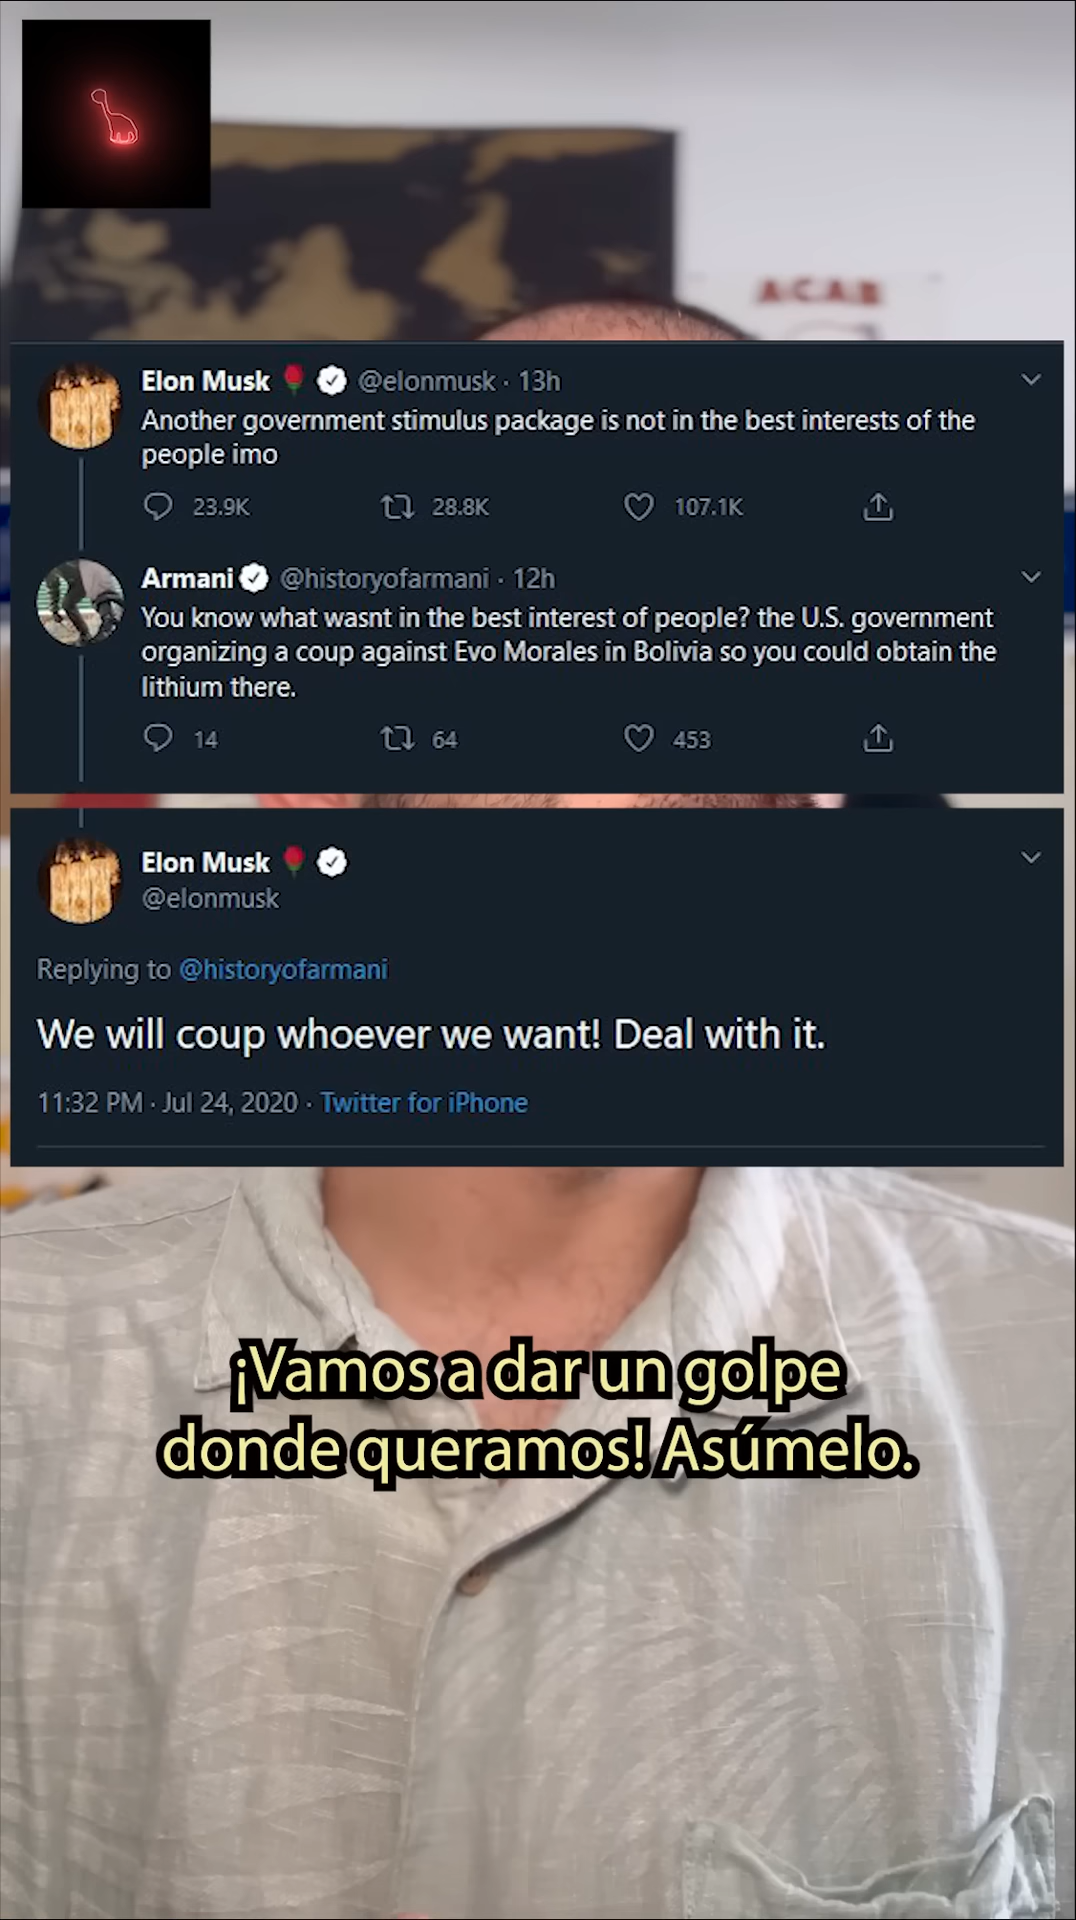 ACAB
Elon Musk 🌹 @elonmusk · 13h
Another government stimulus package is not in the best interests of the
people imo
23.9K 28.8K 107.1K
Armani @historyofarmani · 12h
You know what wasnt in the best interest of people? the U.S. government
organizing a coup against Evo Morales in Bolivia so you could obtain the
lithium there.
14 64 453
Elon Musk 🌹
@elonmusk
Replying to @historyofarmani
We will coup whoever we want! Deal with it.
11:32 PM · Jul 24, 2020 · Twitter for iPhone
¡Vamos a dar un golpe
donde queramos! Asúmelo.